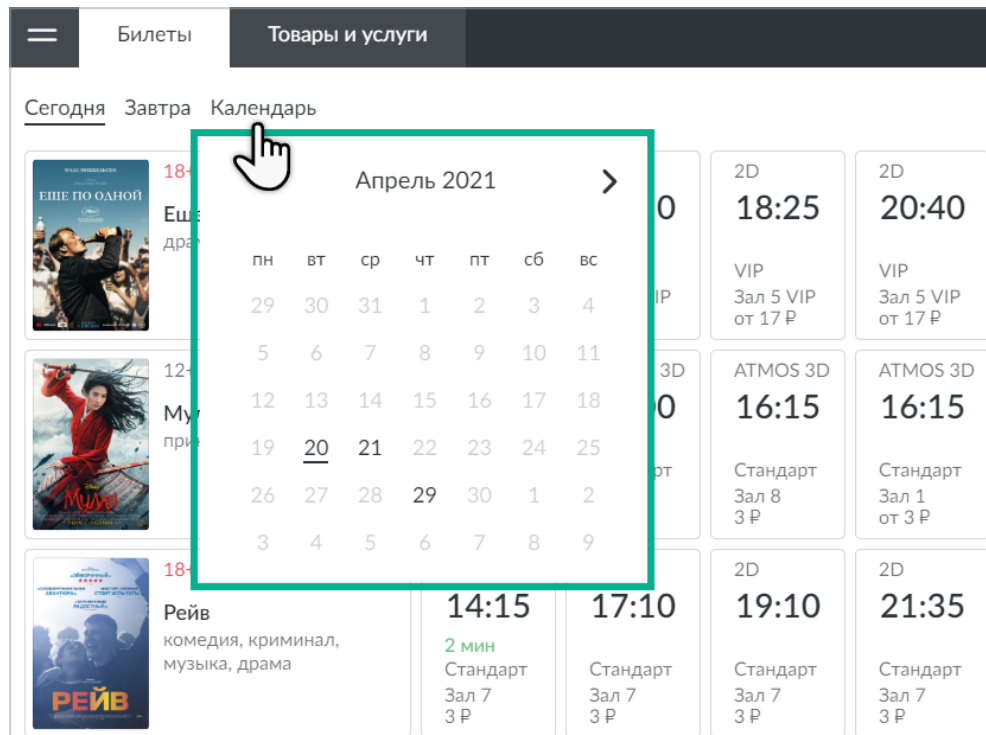 Билеты
Товары и услуги
Сегодня Завтра Календарь
Апрель 2021
пн вт ср чт пт сб вс
29 30 31 1 2 3 4
5 6 7 8 9 10 11
12 13 14 15 16 17 18
19 20 21 22 23 24 25
26 27 28 29 30 1 2
3 4 5 6 7 8 9
ЕЩЕ ПО ОДНОЙ
18+
2D
18:25
VIP
Зал 5 VIP
от 17 ₽
2D
20:40
VIP
Зал 5 VIP
от 17 ₽
Мулан
12+
3D
ATMOS 3D
16:15
Стандарт
Зал 8
3 ₽
ATMOS 3D
16:15
Стандарт
Зал 1
от 3 ₽
РЕЙВ
18+
Рейв
комедия, криминал,
музыка, драма
14:15
2 мин
Стандарт
Зал 7
3 ₽
17:10
Стандарт
Зал 7
3 ₽
2D
19:10
Стандарт
Зал 7
3 ₽
2D
21:35
Стандарт
Зал 7
3 ₽